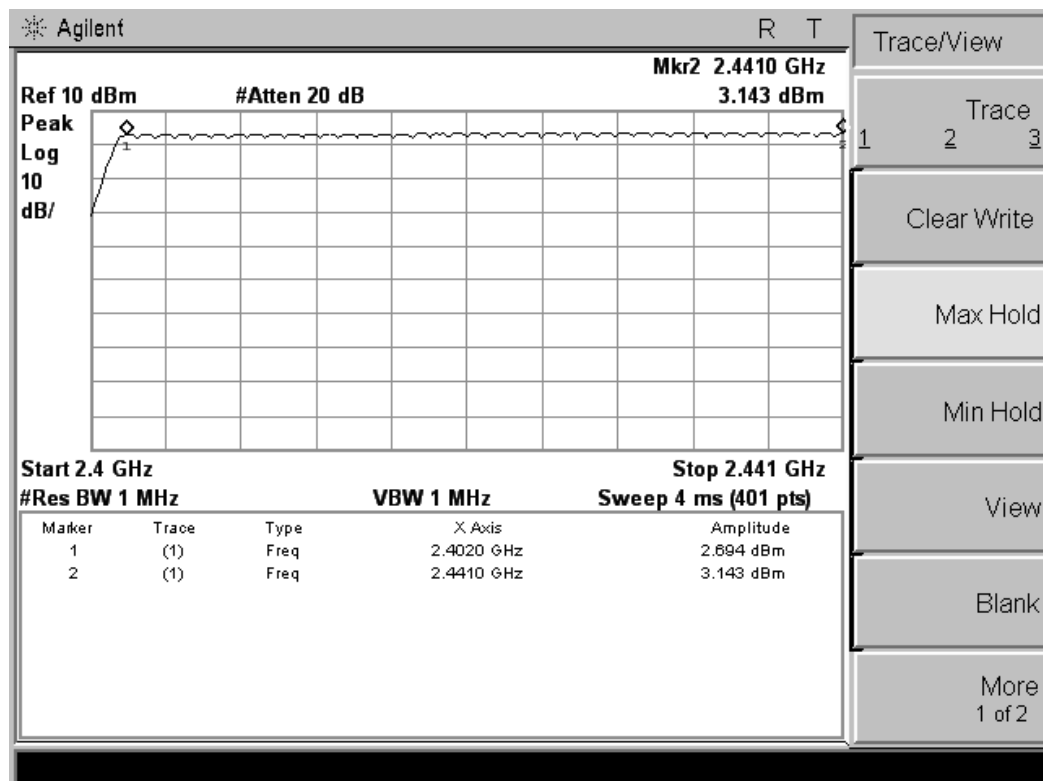 Agilent R T
Trace/View
Mkr2 2.4410 GHz
Ref 10 dBm #Atten 20 dB 3.143 dBm
Peak
Log
10
dB/
1
2
Trace
1 2 3
Clear Write
Max Hold
Min Hold
View
Blank
More
1 of 2
Start 2.4 GHz Stop 2.441 GHz
#Res BW 1 MHz VBW 1 MHz Sweep 4 ms (401 pts)
Marker Trace Type X Axis Amplitude
1 (1) Freq 2.4020 GHz 2.694 dBm
2 (1) Freq 2.4410 GHz 3.143 dBm